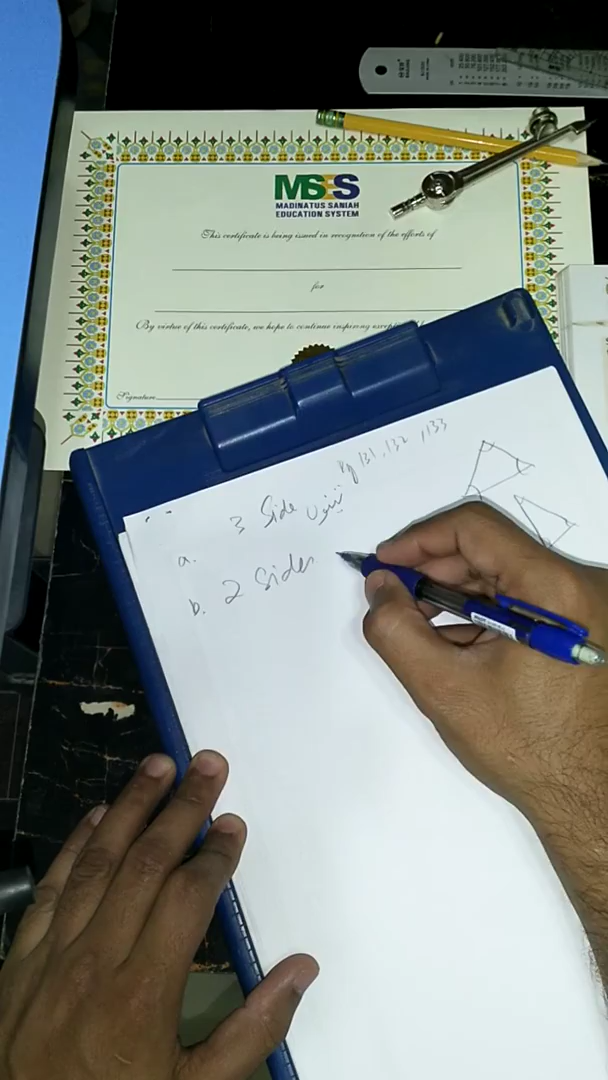 MSES
MADINATUS SANIAH
EDUCATION SYSTEM
This certificate is being issued in recognition of the efforts of
for
By virtue of this certificate, we hope to continue inspiring
Signature
Pg 131, 132, 133
a. 3 Side تینوں
b. 2 Sides